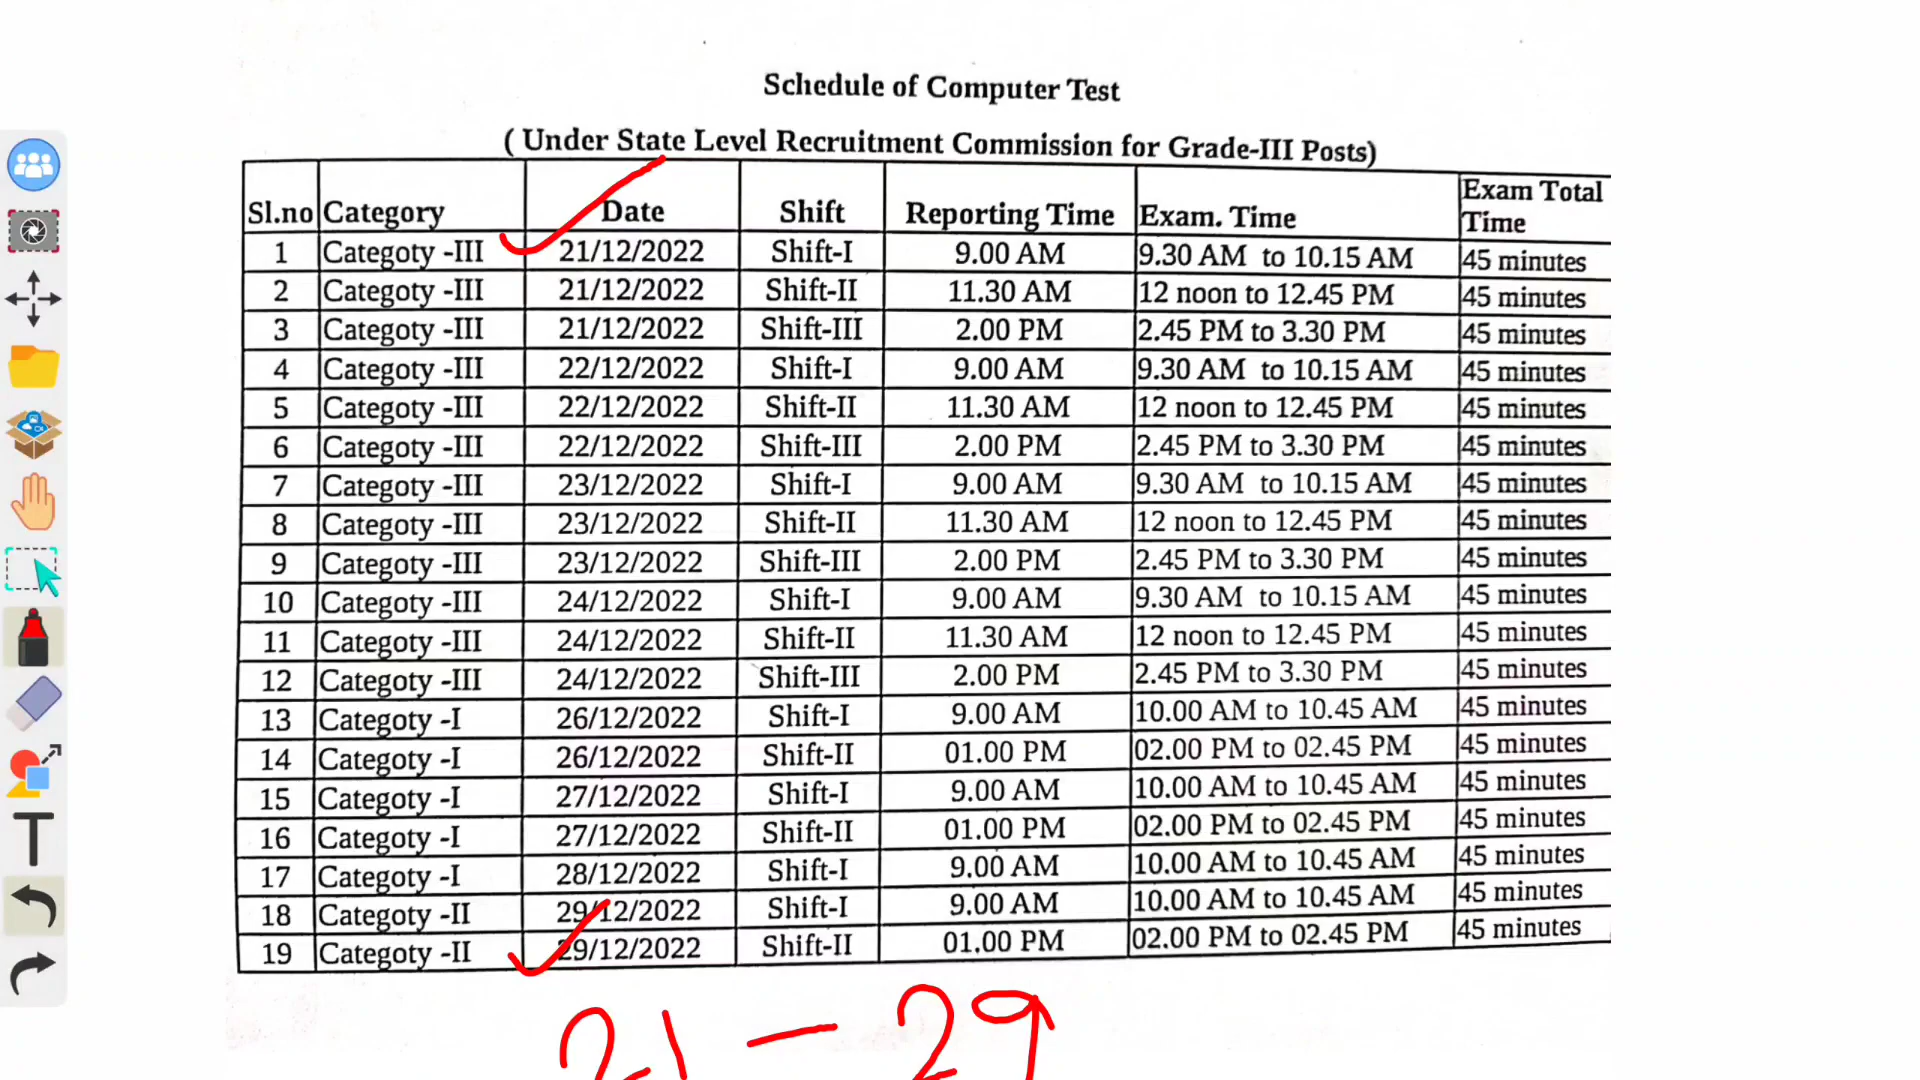 Schedule of Computer Test
( Under State Level Recruitment Commission for Grade-III Posts)
Sl.no Category Date Shift Reporting Time Exam. Time Exam Total Time
1 Categoty -III 21/12/2022 Shift-I 9.00 AM 9.30 AM to 10.15 AM 45 minutes
2 Categoty -III 21/12/2022 Shift-II 11.30 AM 12 noon to 12.45 PM 45 minutes
3 Categoty -III 21/12/2022 Shift-III 2.00 PM 2.45 PM to 3.30 PM 45 minutes
4 Categoty -III 22/12/2022 Shift-I 9.00 AM 9.30 AM to 10.15 AM 45 minutes
5 Categoty -III 22/12/2022 Shift-II 11.30 AM 12 noon to 12.45 PM 45 minutes
6 Categoty -III 22/12/2022 Shift-III 2.00 PM 2.45 PM to 3.30 PM 45 minutes
7 Categoty -III 23/12/2022 Shift-I 9.00 AM 9.30 AM to 10.15 AM 45 minutes
8 Categoty -III 23/12/2022 Shift-II 11.30 AM 12 noon to 12.45 PM 45 minutes
9 Categoty -III 23/12/2022 Shift-III 2.00 PM 2.45 PM to 3.30 PM 45 minutes
10 Categoty -III 24/12/2022 Shift-I 9.00 AM 9.30 AM to 10.15 AM 45 minutes
11 Categoty -III 24/12/2022 Shift-II 11.30 AM 12 noon to 12.45 PM 45 minutes
12 Categoty -III 24/12/2022 Shift-III 2.00 PM 2.45 PM to 3.30 PM 45 minutes
13 Categoty -I 26/12/2022 Shift-I 9.00 AM 10.00 AM to 10.45 AM 45 minutes
14 Categoty -I 26/12/2022 Shift-II 01.00 PM 02.00 PM to 02.45 PM 45 minutes
15 Categoty -I 27/12/2022 Shift-I 9.00 AM 10.00 AM to 10.45 AM 45 minutes
16 Categoty -I 27/12/2022 Shift-II 01.00 PM 02.00 PM to 02.45 PM 45 minutes
17 Categoty -I 28/12/2022 Shift-I 9.00 AM 10.00 AM to 10.45 AM 45 minutes
18 Categoty -II 29/12/2022 Shift-I 9.00 AM 10.00 AM to 10.45 AM 45 minutes
19 Categoty -II 29/12/2022 Shift-II 01.00 PM 02.00 PM to 02.45 PM 45 minutes
21 - 29